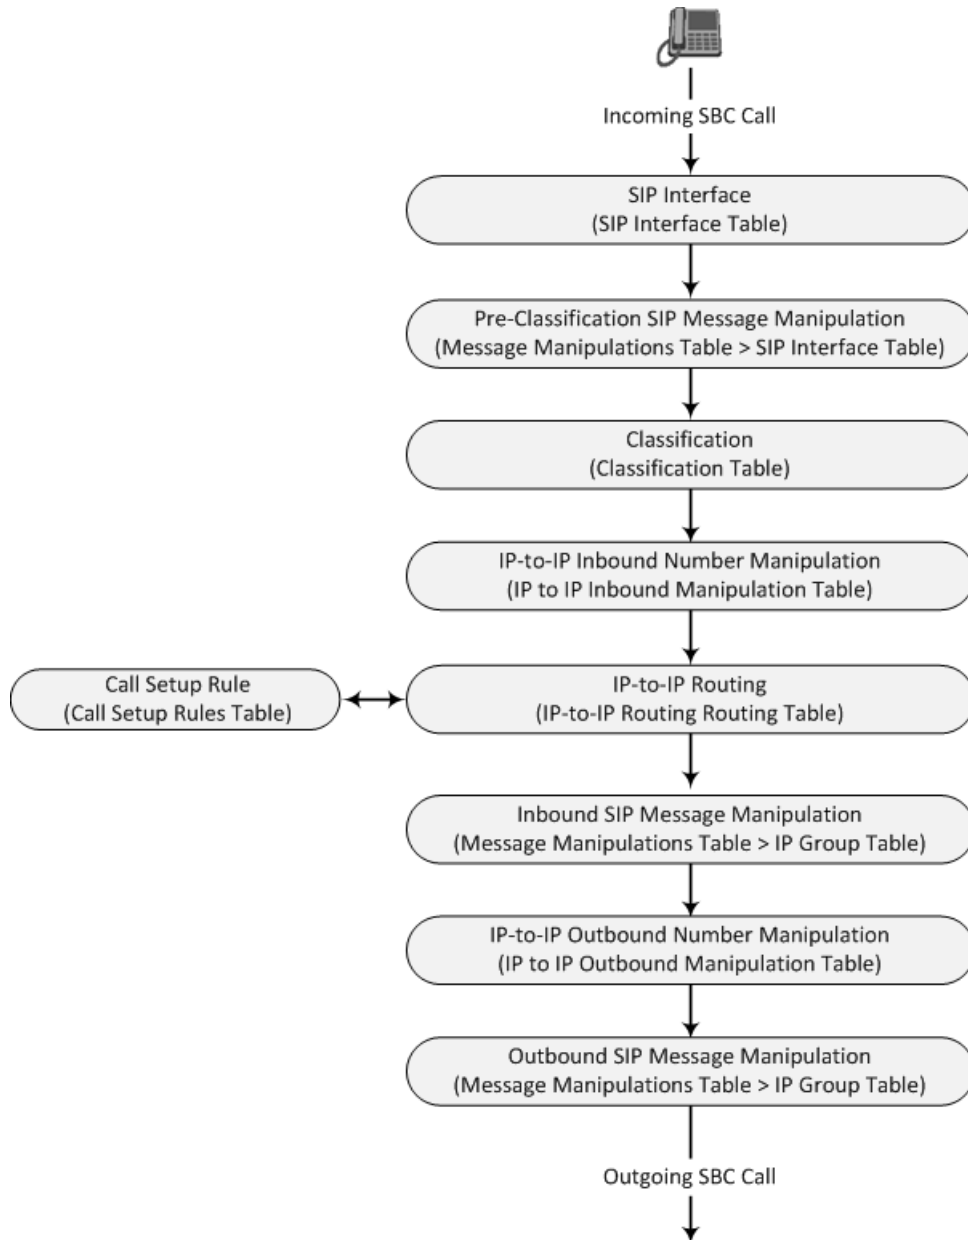 Incoming SBC Call
SIP Interface
(SIP Interface Table)
Pre-Classification SIP Message Manipulation
(Message Manipulations Table > SIP Interface Table)
Classification
(Classification Table)
IP-to-IP Inbound Number Manipulation
(IP to IP Inbound Manipulation Table)
Call Setup Rule
(Call Setup Rules Table)
IP-to-IP Routing
(IP-to-IP Routing Routing Table)
Inbound SIP Message Manipulation
(Message Manipulations Table > IP Group Table)
IP-to-IP Outbound Number Manipulation
(IP to IP Outbound Manipulation Table)
Outbound SIP Message Manipulation
(Message Manipulations Table > IP Group Table)
Outgoing SBC Call